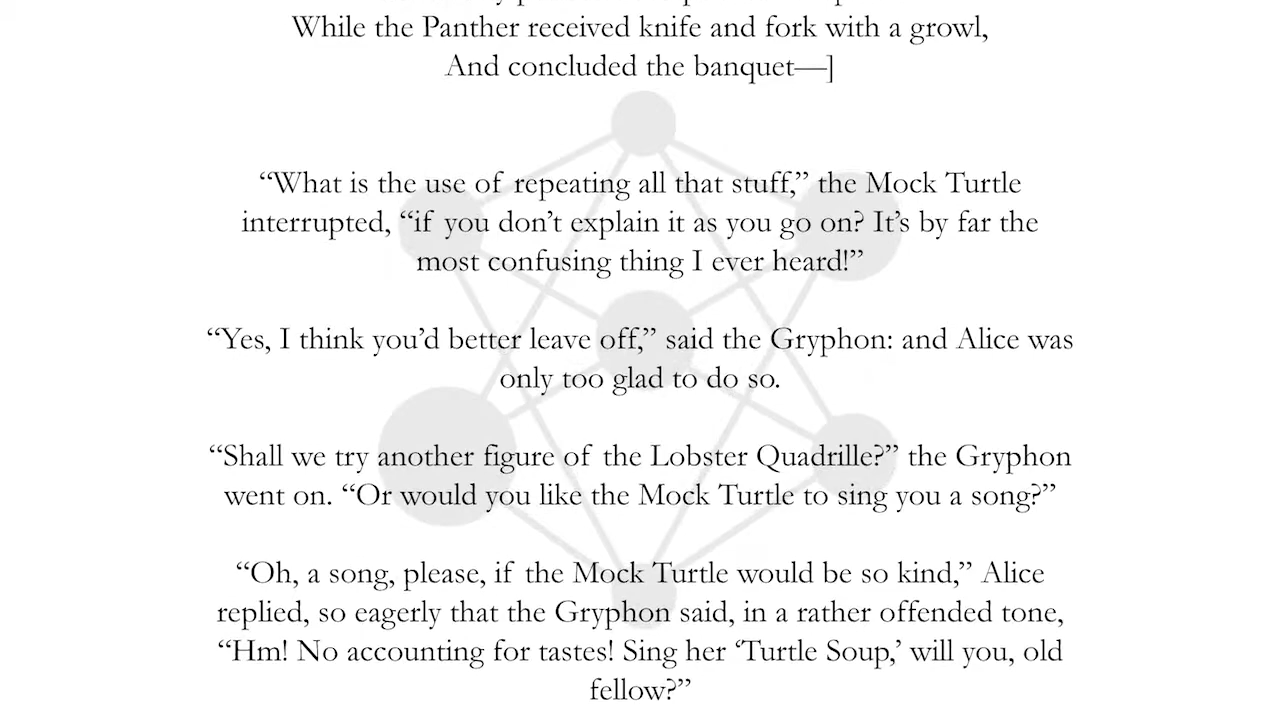 While the Panther received knife and fork with a growl,
And concluded the banquet—]
“What is the use of repeating all that stuff,” the Mock Turtle
interrupted, “if you don’t explain it as you go on? It’s by far the
most confusing thing I ever heard!”
“Yes, I think you’d better leave off,” said the Gryphon: and Alice was
only too glad to do so.
“Shall we try another figure of the Lobster Quadrille?” the Gryphon
went on. “Or would you like the Mock Turtle to sing you a song?”
“Oh, a song, please, if the Mock Turtle would be so kind,” Alice
replied, so eagerly that the Gryphon said, in a rather offended tone,
“Hm! No accounting for tastes! Sing her ‘Turtle Soup,’ will you, old
fellow?”